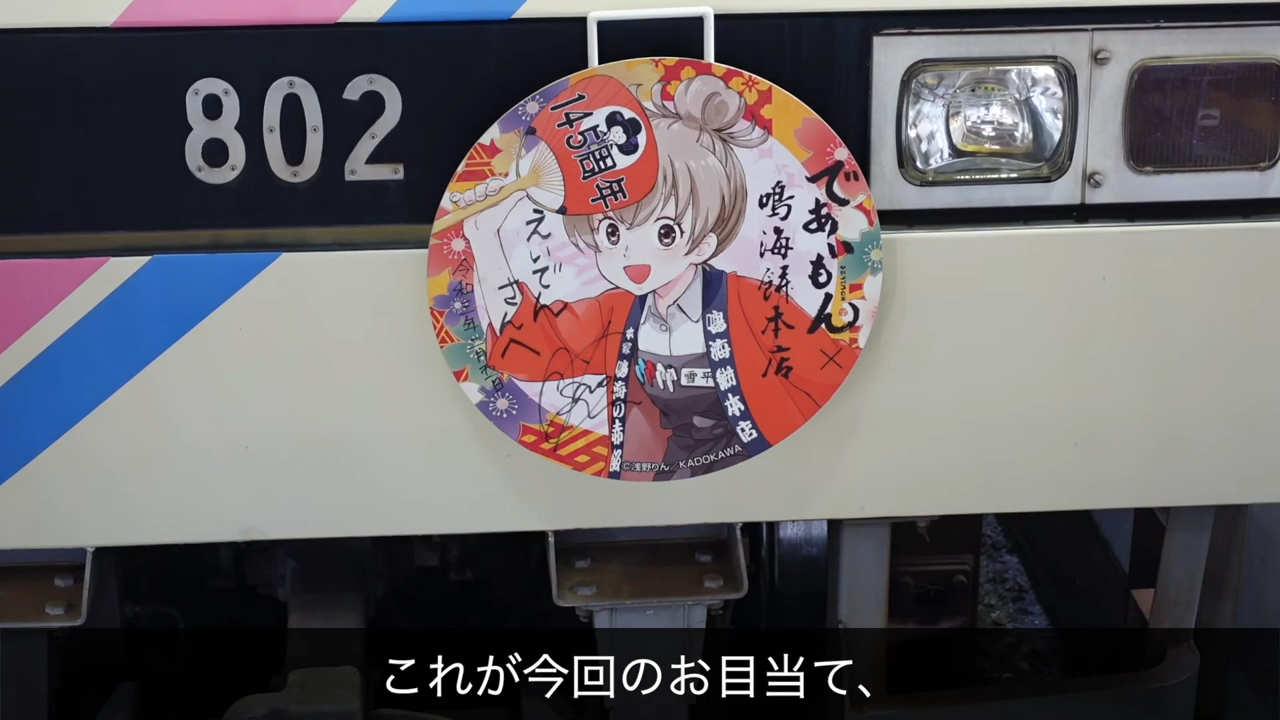 802
145周年
であいもん
DEAIMON
×
鳴海餅本店
えいでん
さんへ
雪平
鳴海餅本店
本家 鳴海の赤飯
©浅野りん/KADOKAWA
これが今回のお目当て、